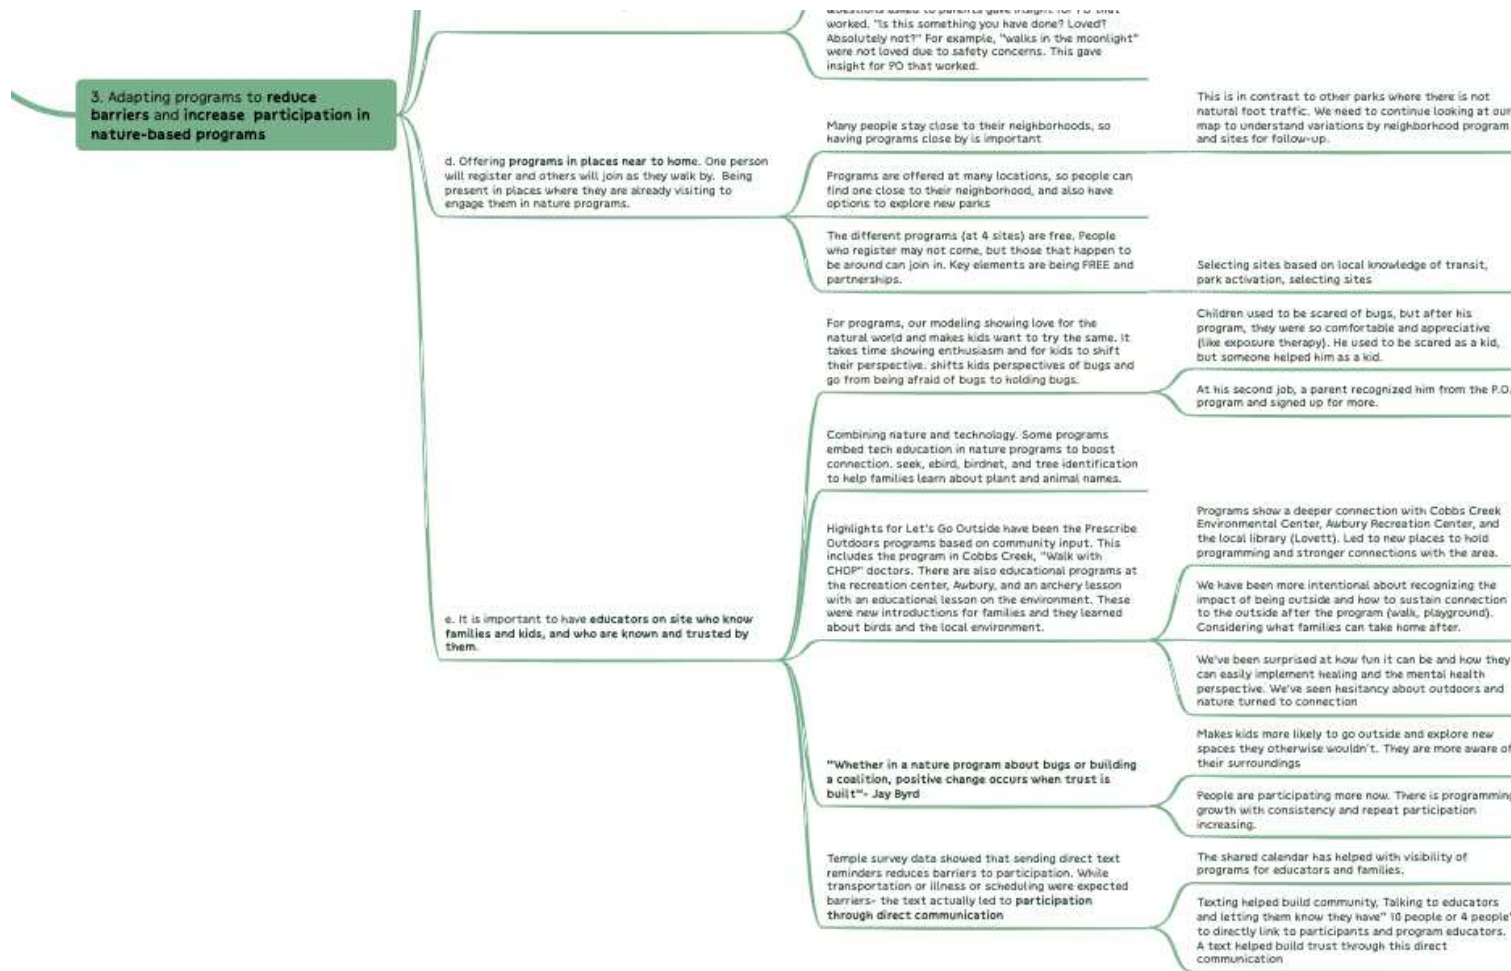 worked. "Is this something you have done? Loved?
Absolutely not?" For example, "walks in the moonlight"
were not loved due to safety concerns. This gave
insight for PO that worked.
3. Adapting programs to reduce
barriers and increase participation in
nature-based programs
d. Offering programs in places near to home. One person
will register and others will join as they walk by. Being
present in places where they are already visiting to
engage them in nature programs.
Many people stay close to their neighborhoods, so
having programs close by is important
This is in contrast to other parks where there is not
natural foot traffic. We need to continue looking at our
map to understand variations by neighborhood program
and sites for follow-up.
Programs are offered at many locations, so people can
find one close to their neighborhood, and also have
options to explore new parks
The different programs (at 4 sites) are free. People
who register may not come, but those that happen to
be around can join in. Key elements are being FREE and
partnerships.
Selecting sites based on local knowledge of transit,
park activation, selecting sites
e. It is important to have educators on site who know
families and kids, and who are known and trusted by
them.
For programs, our modeling showing love for the
natural world and makes kids want to try the same. It
takes time showing enthusiasm and for kids to shift
their perspective. shifts kids perspectives of bugs and
go from being afraid of bugs to holding bugs.
Children used to be scared of bugs, but after his
program, they were so comfortable and appreciative
(like exposure therapy). He used to be scared as a kid,
but someone helped him as a kid.
At his second job, a parent recognized him from the P.O.
program and signed up for more.
Combining nature and technology. Some programs
embed tech education in nature programs to boost
connection. seek, ebird, birdnet, and tree identification
to help families learn about plant and animal names.
Highlights for Let's Go Outside have been the Prescribe
Outdoors programs based on community input. This
includes the program in Cobbs Creek, "Walk with
CHOP" doctors. There are also educational programs at
the recreation center, Awbury, and an archery lesson
with an educational lesson on the environment. These
were new introductions for families and they learned
about birds and the local environment.
Programs show a deeper connection with Cobbs Creek
Environmental Center, Awbury Recreation Center, and
the local library (Lovett). Led to new places to hold
programming and stronger connections with the area.
We have been more intentional about recognizing the
impact of being outside and how to sustain connection
to the outside after the program (walk, playground).
Considering what families can take home after.
We've been surprised at how fun it can be and how they
can easily implement healing and the mental health
perspective. We've seen hesitancy about outdoors and
nature turned to connection
""Whether in a nature program about bugs or building
a coalition, positive change occurs when trust is
built""- Jay Byrd
Makes kids more likely to go outside and explore new
spaces they otherwise wouldn't. They are more aware of
their surroundings
People are participating more now. There is programming
growth with consistency and repeat participation
increasing.
Temple survey data showed that sending direct text
reminders reduces barriers to participation. While
transportation or illness or scheduling were expected
barriers- the text actually led to participation
through direct communication
The shared calendar has helped with visibility of
programs for educators and families.
Texting helped build community, Talking to educators
and letting them know they have" 10 people or 4 people"
to directly link to participants and program educators.
A text helped build trust through this direct
communication